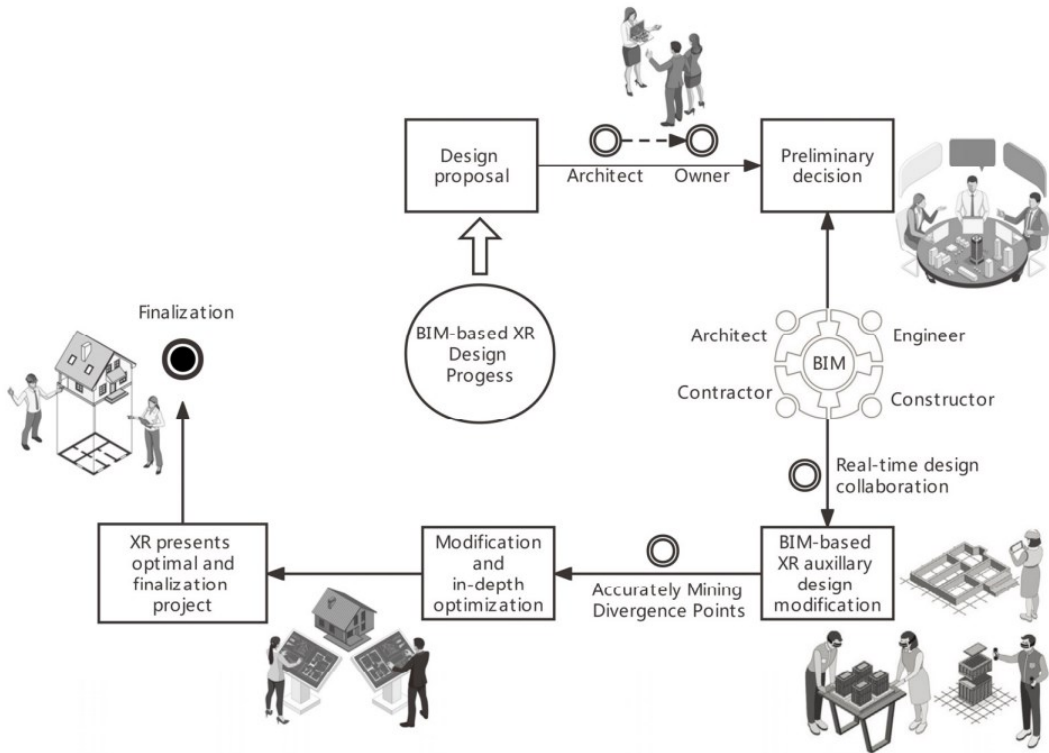 Design
proposal
Architect
Owner
Preliminary
decision
BIM-based XR
Design
Progess
Finalization
Architect
Engineer
BIM
Contractor
Constructor
Real-time design
collaboration
XR presents
optimal and
finalization
project
Modification
and
in-depth
optimization
Accurately Mining
Divergence Points
BIM-based
XR auxillary
design
modification